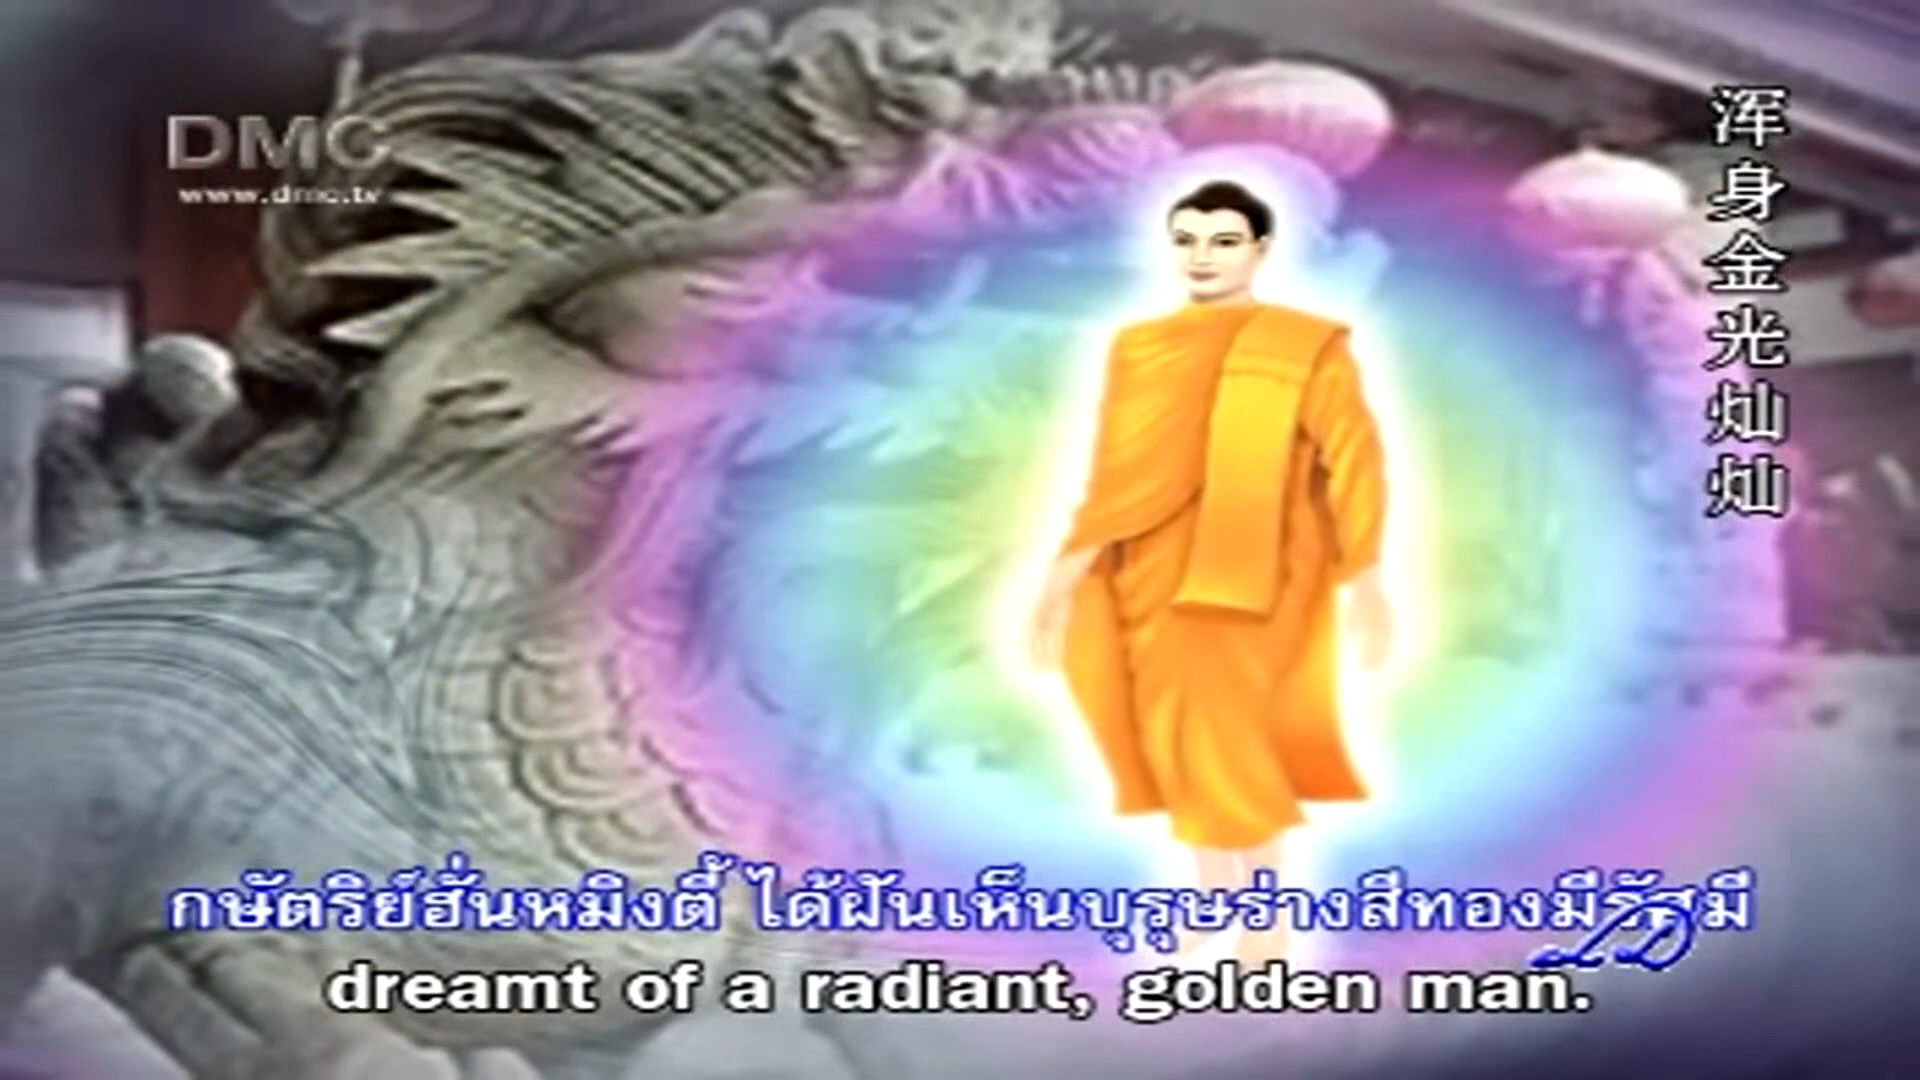 DMC
www.dmc.tv
浑身金光灿灿
กษัตริย์ฮั่นหมิงตี้ ได้ฝันเห็นบุรุษร่างสีทองมีรัศมี
dreamt of a radiant, golden man.